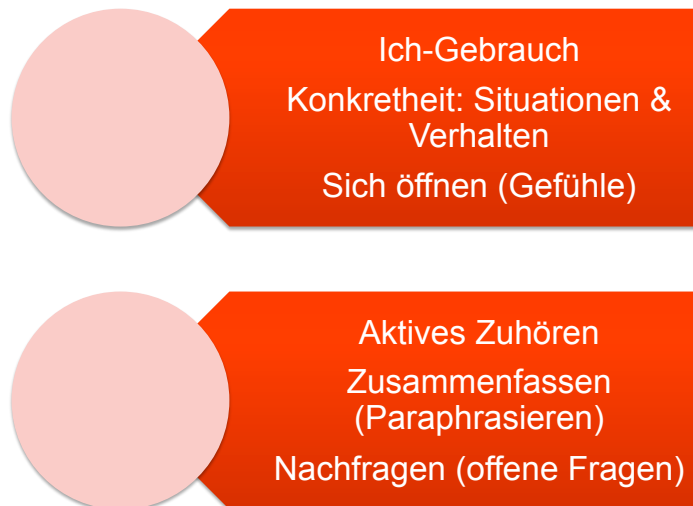 Ich-Gebrauch
Konkretheit: Situationen &
Verhalten
Sich öffnen (Gefühle)
Aktives Zuhören
Zusammenfassen
(Paraphrasieren)
Nachfragen (offene Fragen)